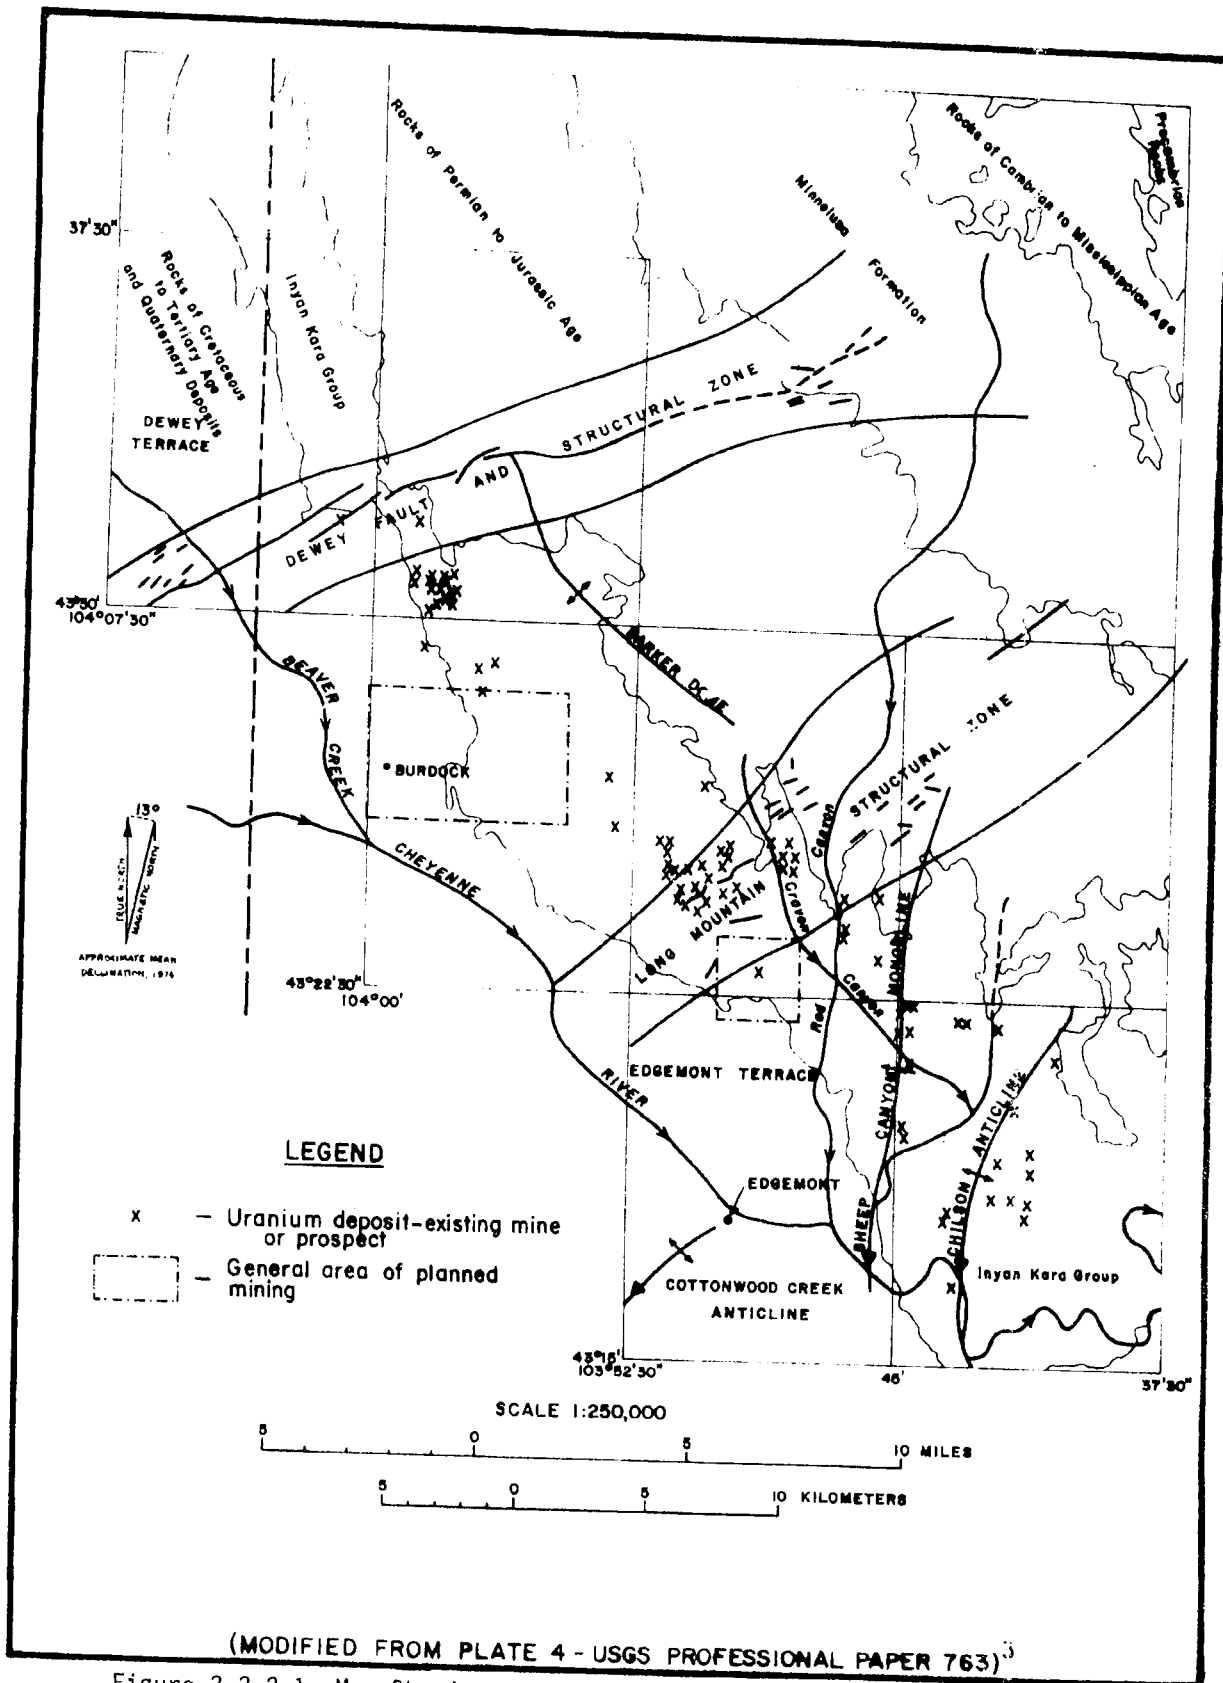 Rocks of Permian to Jurassic Age
Rocks of Cambrian to Mississippian Age
Precambrian
Rocks
Minnelusa
Formation
37'30"
Rocks of Cretaceous
to Tertiary Age
and Quaternary Deposits
Inyan Kara Group
DEWEY
TERRACE
DEWEY FAULT AND STRUCTURAL ZONE
43°30'
104°07'30"
BARKER DOME
BEAVER CREEK
BURDOCK
STRUCTURAL ZONE
LONG MOUNTAIN
Canyon
Craven
Canyon
Red
13°
TRUE NORTH
MAGNETIC NORTH
APPROXIMATE MEAN
DECLINATION, 1976
CHEYENNE
RIVER
43°22'30"
104°00'
MONOCLINE
CANYON
SHEEP
EDGEMONT TERRACE
CHILSON ANTICLINE
LEGEND
x – Uranium deposit-existing mine
or prospect
– General area of planned
mining
EDGEMONT
COTTONWOOD CREEK
ANTICLINE
Inyan Kara Group
43°15'
103°52'30"
45'
37'30"
SCALE 1:250,000
5 0 5 10 MILES
5 0 5 10 KILOMETERS
(MODIFIED FROM PLATE 4 - USGS PROFESSIONAL PAPER 763)3